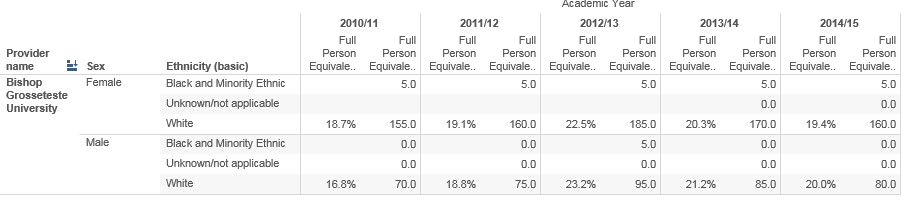 Academic Year
2010/11 2011/12 2012/13 2013/14 2014/15
Full Full Full Full Full Full Full Full Full Full
Person Person Person Person Person Person Person Person Person Person
Provider name Sex Ethnicity (basic) Equivale.. Equivale.. Equivale.. Equivale.. Equivale.. Equivale.. Equivale.. Equivale.. Equivale.. Equivale..
Bishop Grosseteste University Female Black and Minority Ethnic 5.0 5.0 5.0 5.0 5.0
Unknown/not applicable 0.0 0.0
White 18.7% 155.0 19.1% 160.0 22.5% 185.0 20.3% 170.0 19.4% 160.0
Male Black and Minority Ethnic 0.0 0.0 5.0 0.0 0.0
Unknown/not applicable 0.0 0.0 0.0 0.0 0.0
White 16.8% 70.0 18.8% 75.0 23.2% 95.0 21.2% 85.0 20.0% 80.0